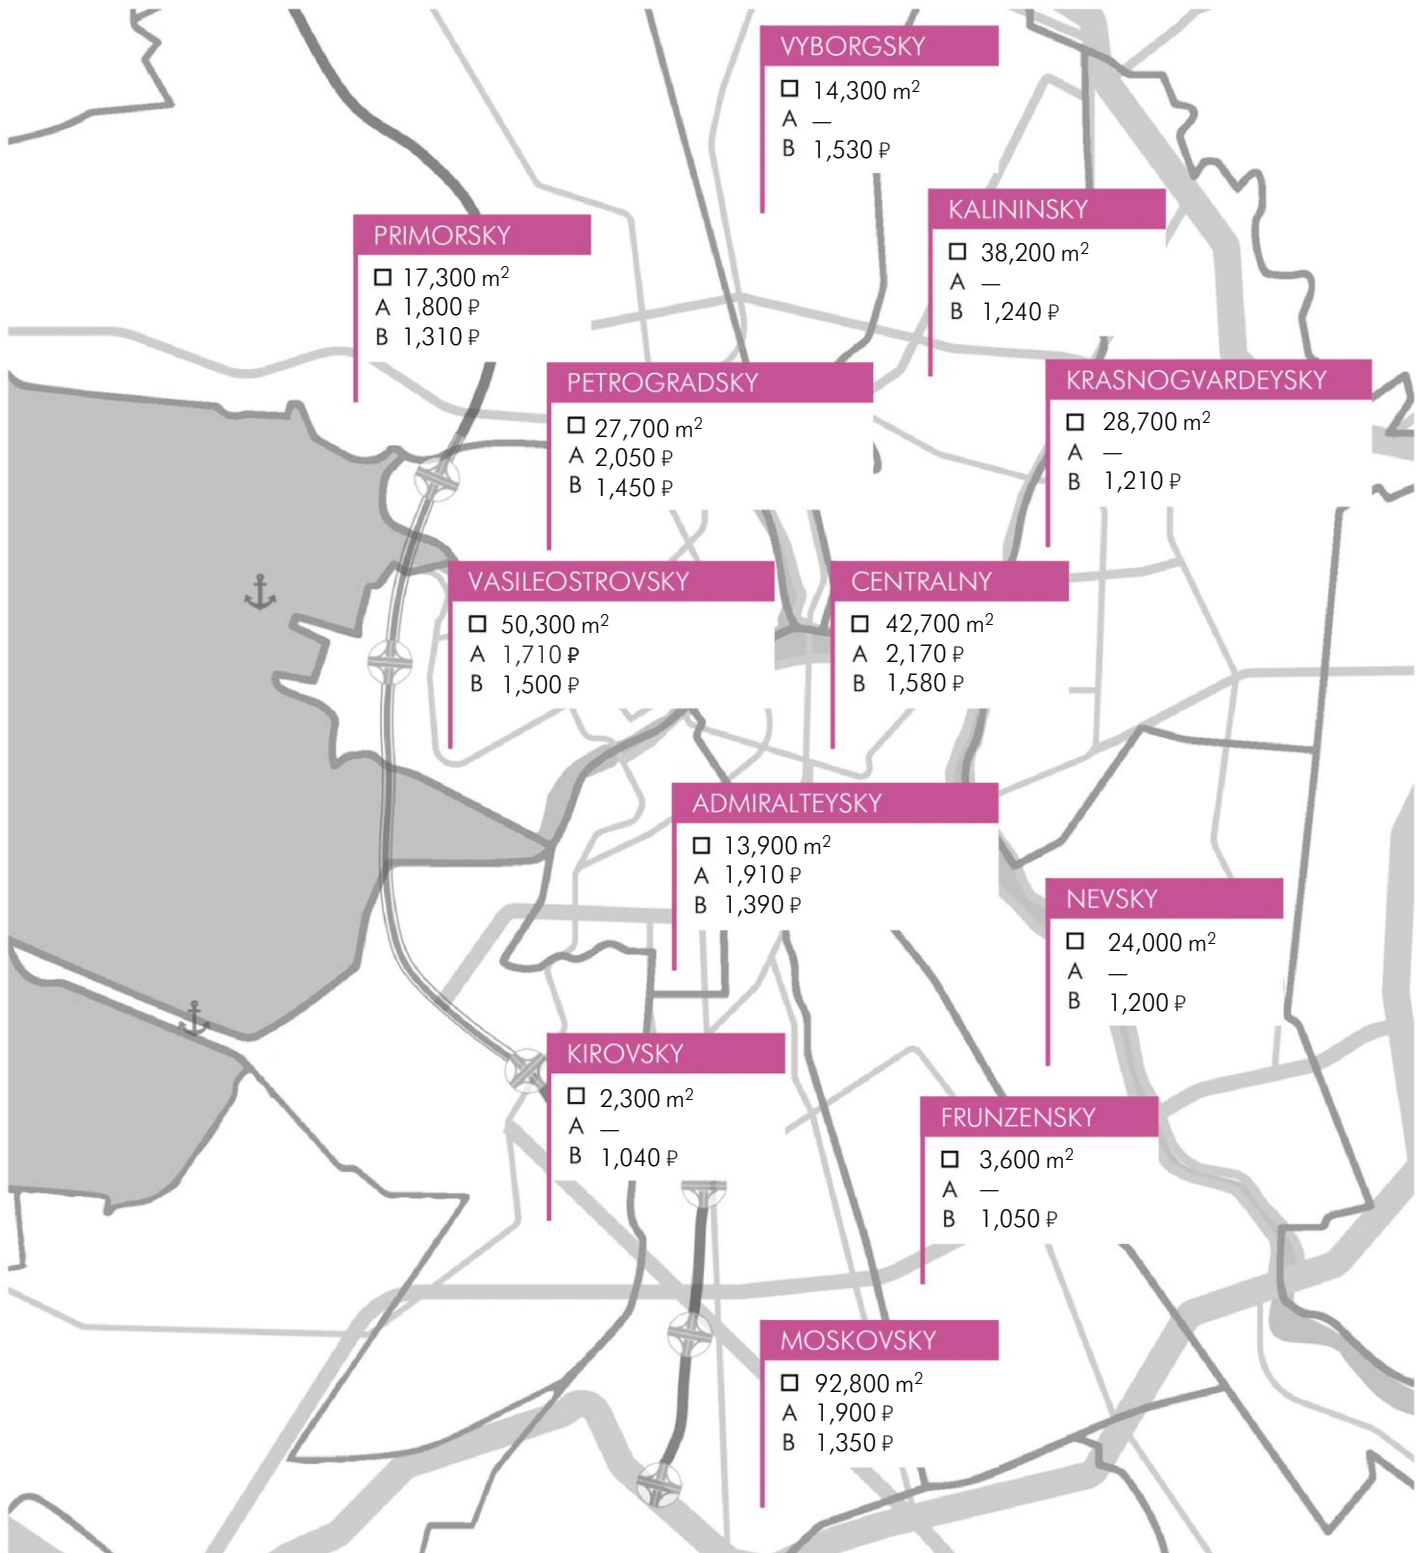 VYBORGSKY
14,300 m²
A —
B 1,530 ₽
KALININSKY
38,200 m²
A —
B 1,240 ₽
PRIMORSKY
17,300 m²
A 1,800 ₽
B 1,310 ₽
PETROGRADSKY
27,700 m²
A 2,050 ₽
B 1,450 ₽
KRASNOGVARDEYSKY
28,700 m²
A —
B 1,210 ₽
VASILEOSTROVSKY
50,300 m²
A 1,710 ₽
B 1,500 ₽
CENTRALNY
42,700 m²
A 2,170 ₽
B 1,580 ₽
ADMIRALTEYSKY
13,900 m²
A 1,910 ₽
B 1,390 ₽
NEVSKY
24,000 m²
A —
B 1,200 ₽
KIROVSKY
2,300 m²
A —
B 1,040 ₽
FRUNZENSKY
3,600 m²
A —
B 1,050 ₽
MOSKOVSKY
92,800 m²
A 1,900 ₽
B 1,350 ₽